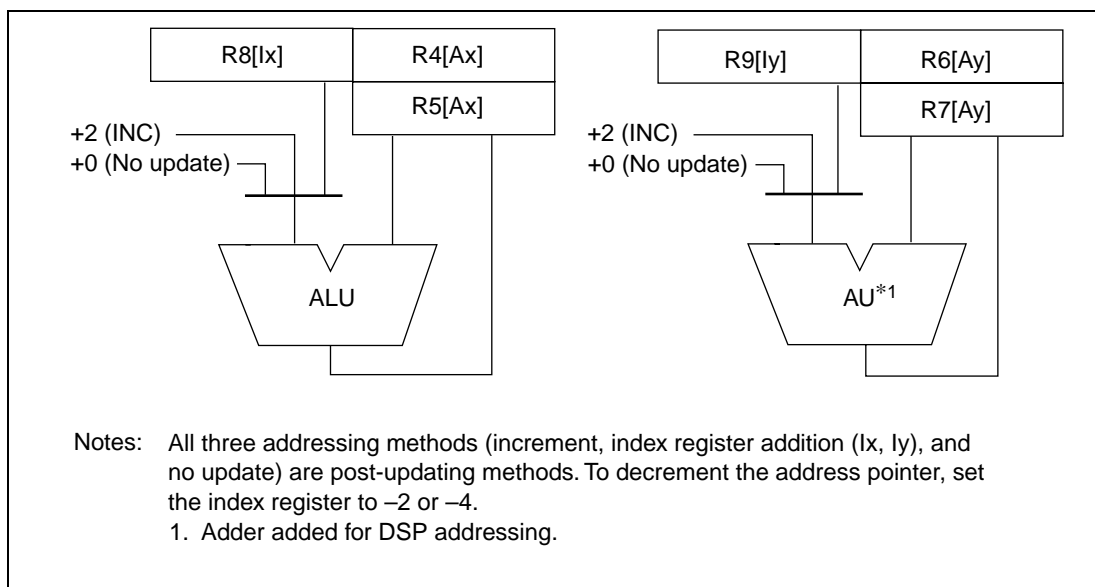 R8[Ix]
R4[Ax]
R5[Ax]
+2 (INC)
+0 (No update)
ALU
R9[Iy]
R6[Ay]
R7[Ay]
+2 (INC)
+0 (No update)
AU*1
Notes: All three addressing methods (increment, index register addition (Ix, Iy), and
no update) are post-updating methods. To decrement the address pointer, set
the index register to –2 or –4.
1. Adder added for DSP addressing.